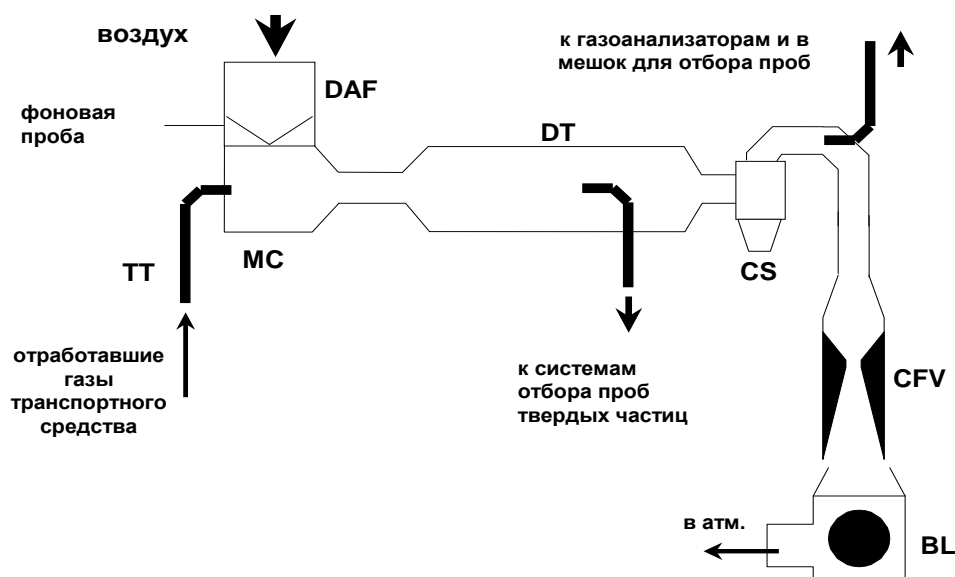 воздух
DAF
фоновая
проба
к газоанализаторам и в
мешок для отбора проб
DT
MC
TT
CS
отработавшие
газы
транспортного
средства
к системам
отбора проб
твердых частиц
CFV
в атм.
BL